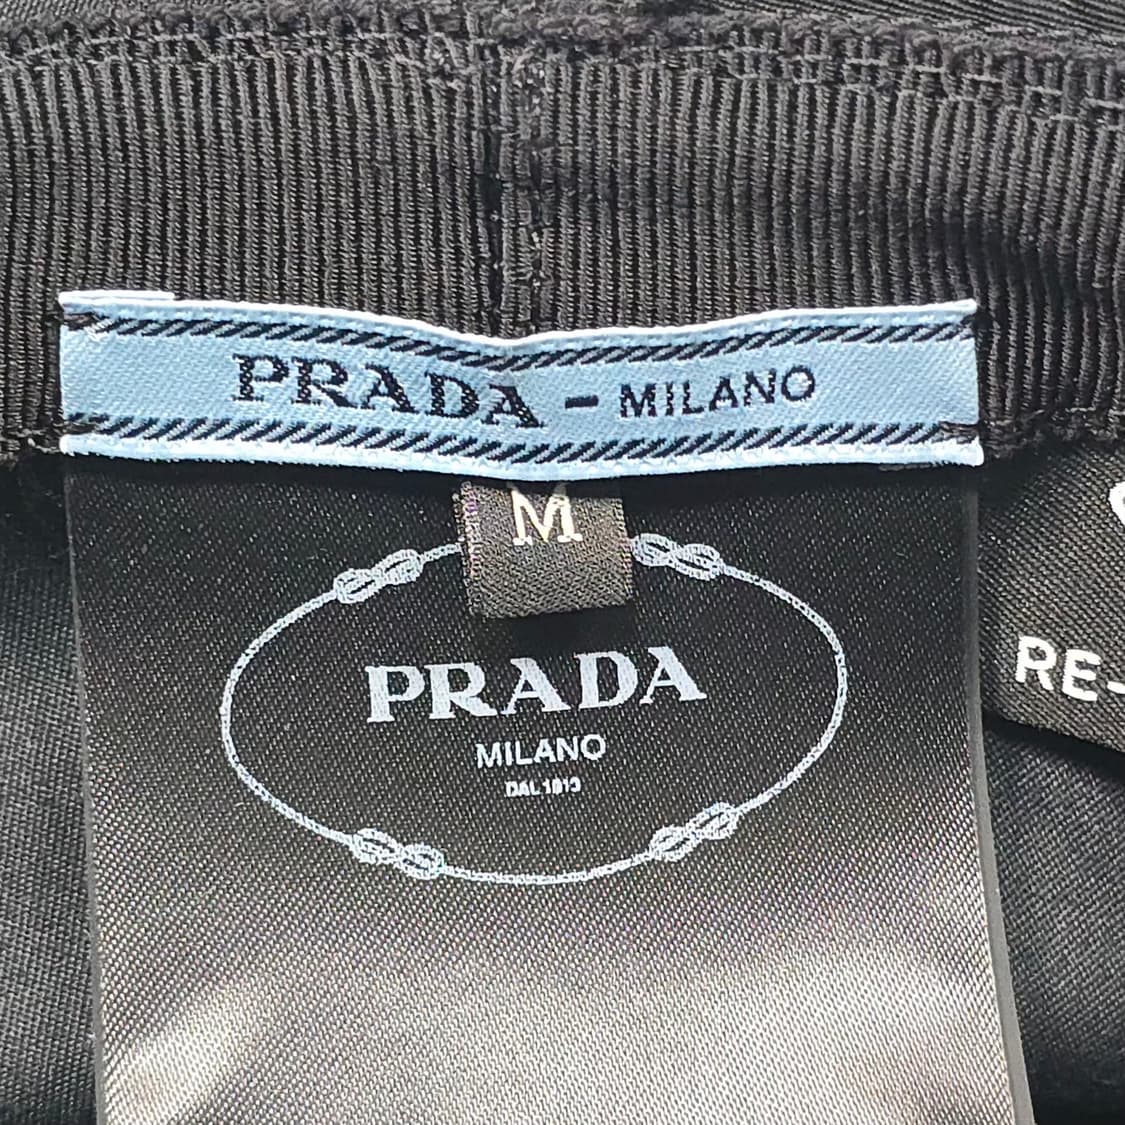 PRADA - MILANO
M
PRADA
MILANO
DAL 1913
RE-